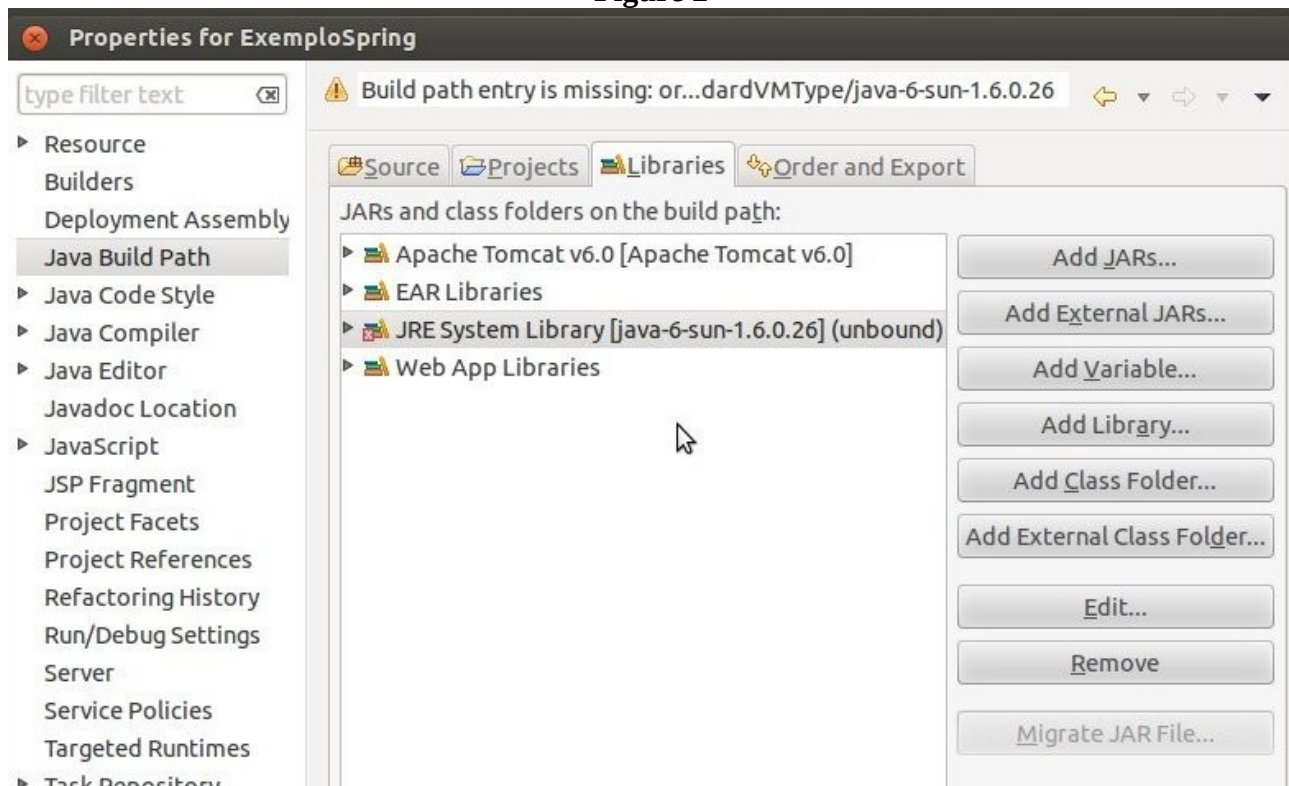 Properties for ExemploSpring
type filter text
Build path entry is missing: or...dardVMType/java-6-sun-1.6.0.26
Resource
Builders
Deployment Assembly
Java Build Path
Java Code Style
Java Compiler
Java Editor
Javadoc Location
JavaScript
JSP Fragment
Project Facets
Project References
Refactoring History
Run/Debug Settings
Server
Service Policies
Targeted Runtimes
Source Projects Libraries Order and Export
JARs and class folders on the build path:
Apache Tomcat v6.0 [Apache Tomcat v6.0]
EAR Libraries
JRE System Library [java-6-sun-1.6.0.26] (unbound)
Web App Libraries
Add JARs...
Add External JARs...
Add Variable...
Add Library...
Add Class Folder...
Add External Class Folder...
Edit...
Remove
Migrate JAR File...